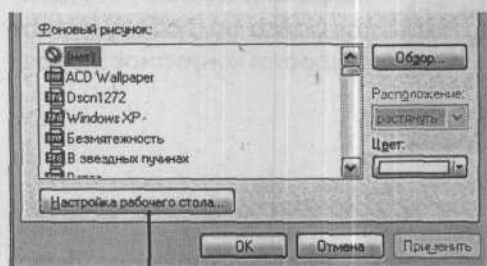 Фоновый рисунок:
(нет)
ACD Wallpaper
Dscn1272
Windows XP -
Безмятежность
В звездных пучинах
Обзор...
Расположение:
растянуть
Цвет:
Настройка рабочего стола...
ОК
Отмена
Применить